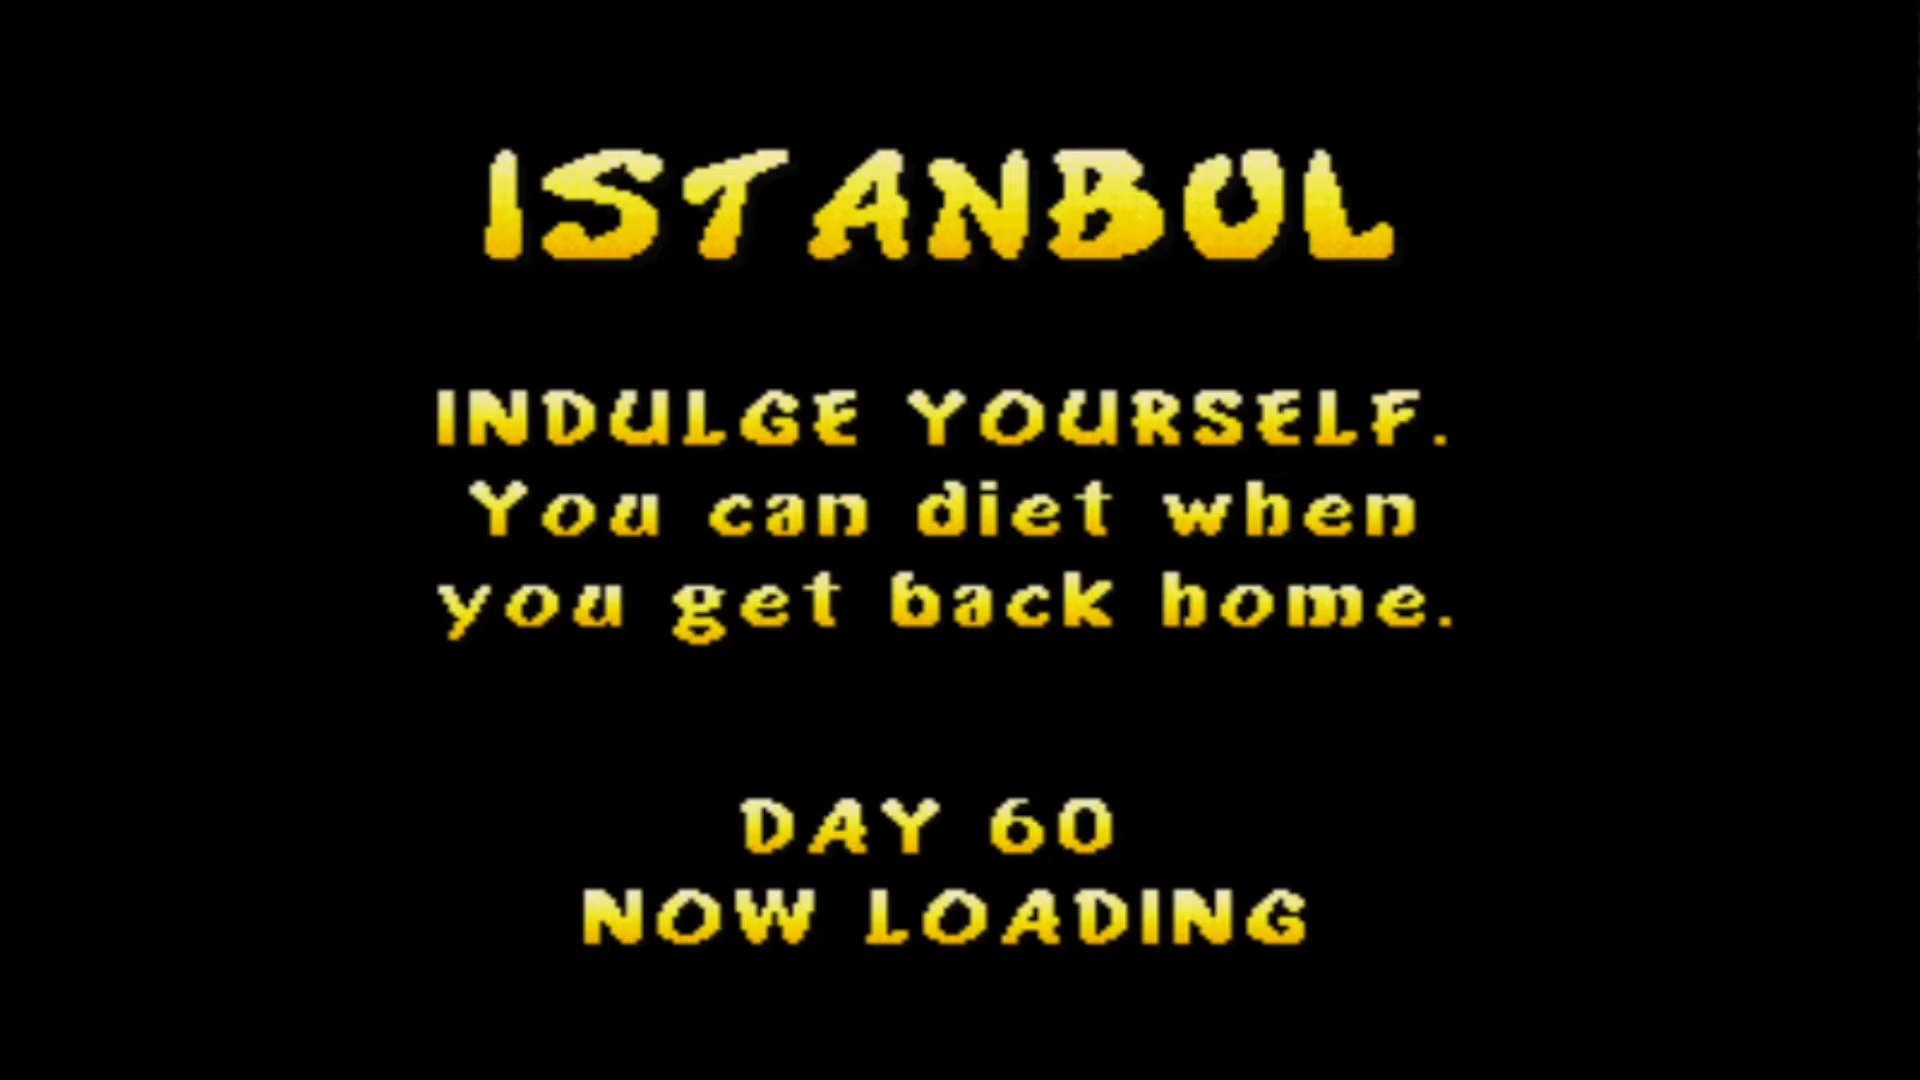 ISTANBUL
INDULGE YOURSELF.
You can diet when
you get back home.
DAY 60
NOW LOADING